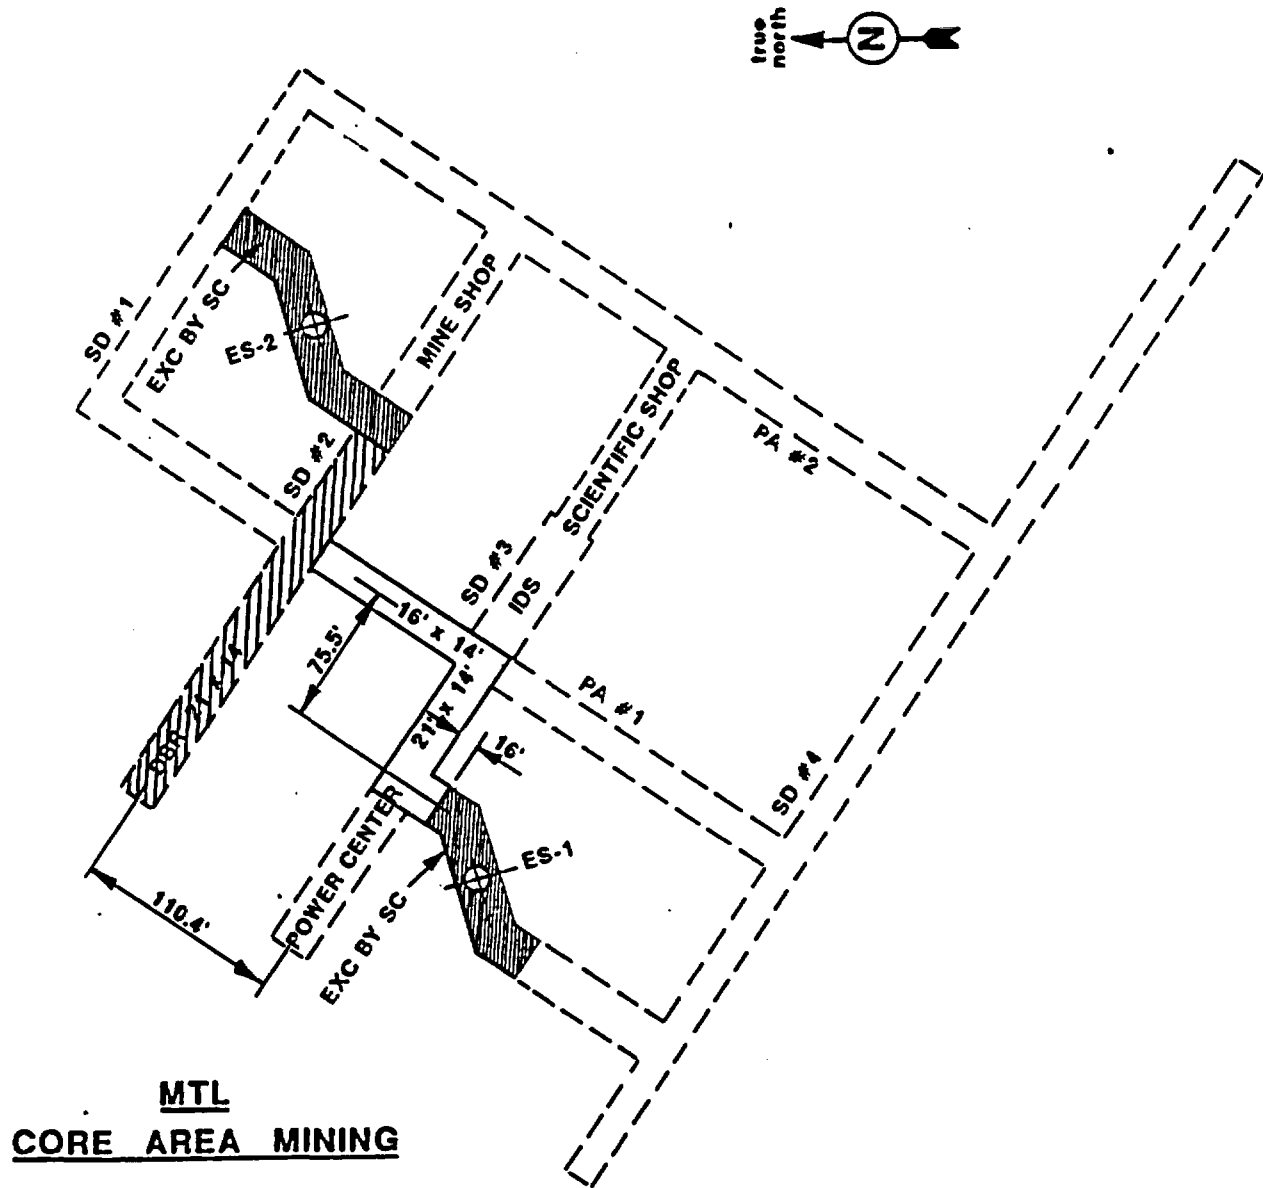 true
north
N
SD #1
EXC BY SC
ES-2
MINE SHOP
SD #2
SCIENTIFIC SHOP
PA #2
SD #3
IDS
16' x 14'
75.5'
21' x 14'
PA #1
16'
SD #4
POWER CENTER
ES-1
EXC BY SC
110.4'
MTL
CORE AREA MINING